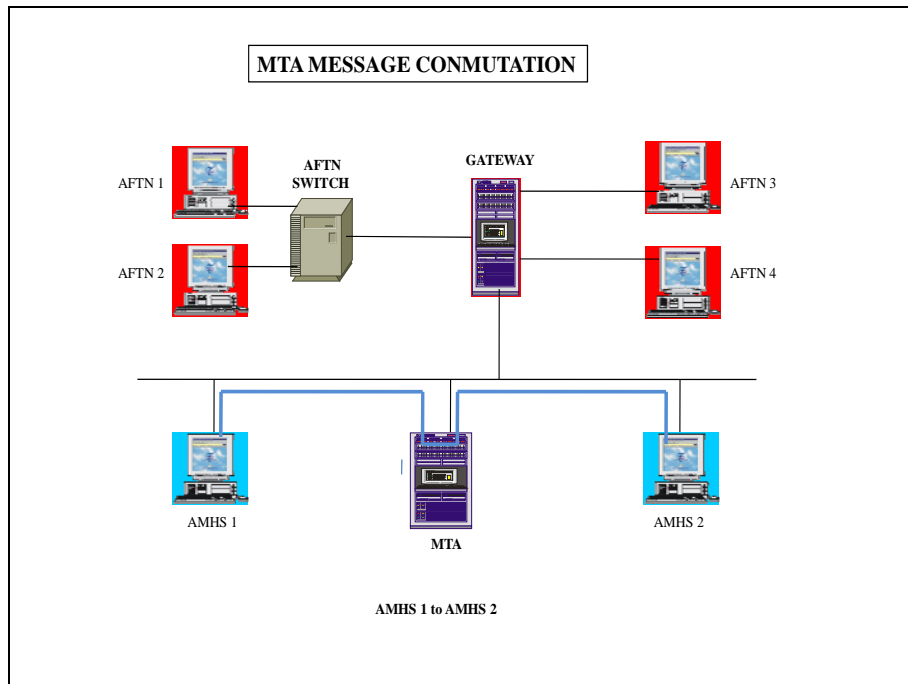 MTA MESSAGE CONMUTATION
AFTN 1
AFTN
SWITCH
GATEWAY
AFTN 3
AFTN 2
AFTN 4
AMHS 1
MTA
AMHS 2
AMHS 1 to AMHS 2